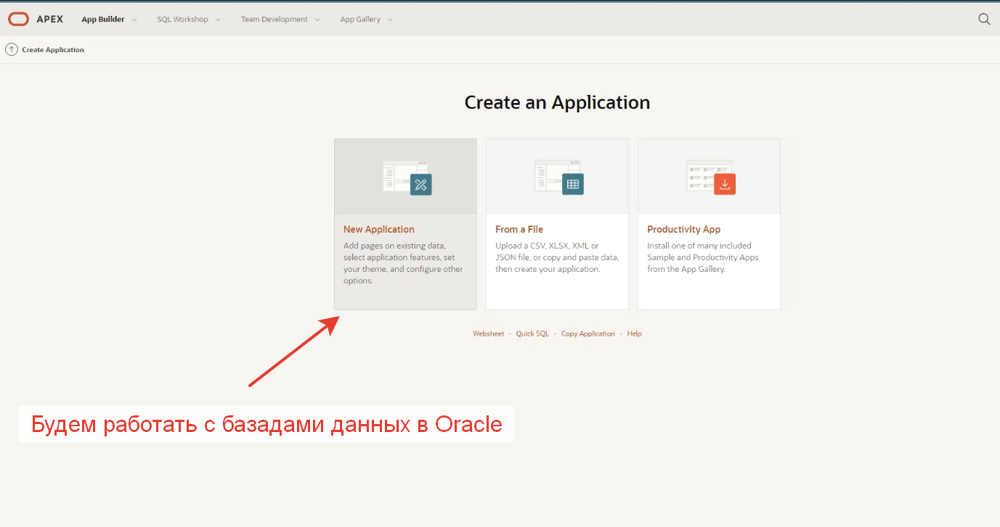 APEX App Builder SQL Workshop Team Development App Gallery
Create Application
Create an Application
New Application
Add pages on existing data,
select application features, set
your theme, and configure other
options.
From a File
Upload a CSV, XLSX, XML or
JSON file, or copy and paste data,
then create your application.
Productivity App
Install one of many included
Sample and Productivity Apps
from the App Gallery.
Websheet · Quick SQL · Copy Application · Help
Будем работать с базадами данных в Oracle